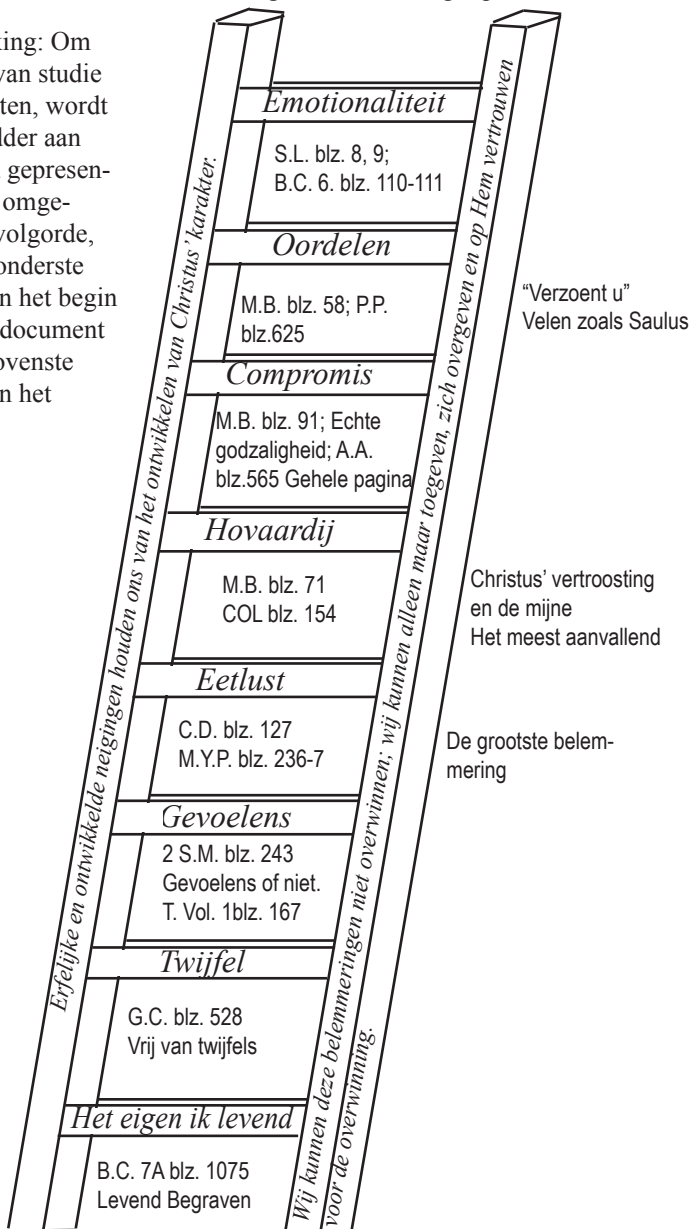 king: Om
van studie
ten, wordt
lder aan
gepresen-
omge-
volgorde,
onderste
n het begin
document
ovenste
n het
Emotionaliteit
S.L. blz. 8, 9;
B.C. 6. blz. 110-111
Oordelen
M.B. blz. 58; P.P.
blz.625
Compromis
M.B. blz. 91; Echte
godzaligheid; A.A.
blz.565 Gehele pagina
Hovaardij
M.B. blz. 71
COL blz. 154
Eetlust
C.D. blz. 127
M.Y.P. blz. 236-7
Gevoelens
2 S.M. blz. 243
Gevoelens of niet.
T. Vol. 1blz. 167
Twijfel
G.C. blz. 528
Vrij van twijfels
Het eigen ik levend
B.C. 7A blz. 1075
Levend Begraven
Erfelijke en ontwikkelde neigingen houden ons van het ontwikkelen van Christus’ karakter.
Wij kunnen deze belemmeringen niet overwinnen; wij kunnen alleen maar toegeven, zich overgeven en op Hem vertrouwen
voor de overwinning.
“Verzoent u”
Velen zoals Saulus
Christus’ vertroosting
en de mijne
Het meest aanvallend
De grootste belem-
mering